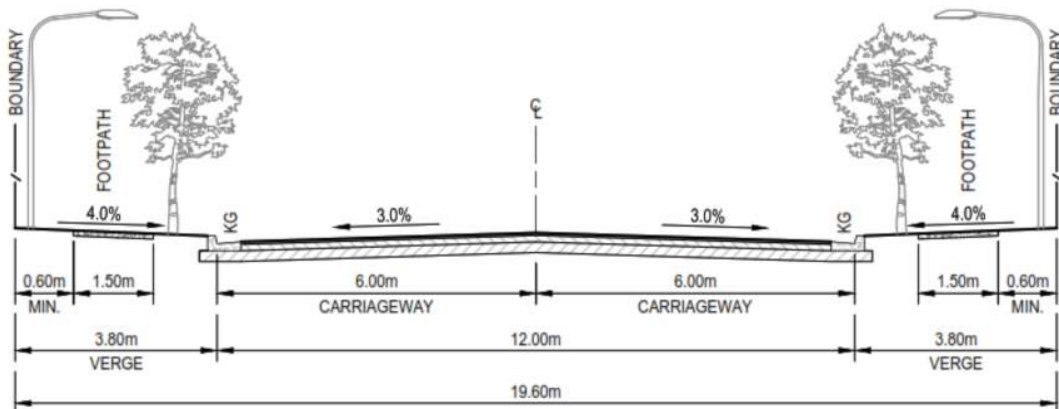 BOUNDARY
FOOTPATH
4.0%
KG
3.0%
℄
3.0%
KG
4.0%
FOOTPATH
BOUNDARY
0.60m
MIN.
1.50m
6.00m
CARRIAGEWAY
6.00m
CARRIAGEWAY
1.50m
0.60m
MIN.
3.80m
VERGE
12.00m
3.80m
VERGE
19.60m